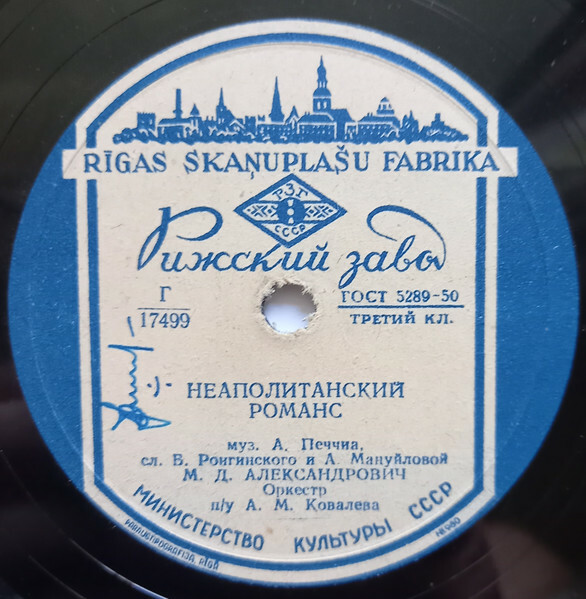 RĪGAS SKAŅUPLAŠU FABRIKA
РЗГ
СССР
Рижский завод
Г
17499
ГОСТ 5289-50
ТРЕТИЙ КЛ.
НЕАПОЛИТАНСКИЙ
РОМАНС
муз. А. Печчиа,
сл. В. Роигинского и А. Мануйловой
М. Д. АЛЕКСАНДРОВИЧ
Оркестр
п/у А. М. Ковалева
МИНИСТЕРСТВО КУЛЬТУРЫ СССР
RĪGĀ